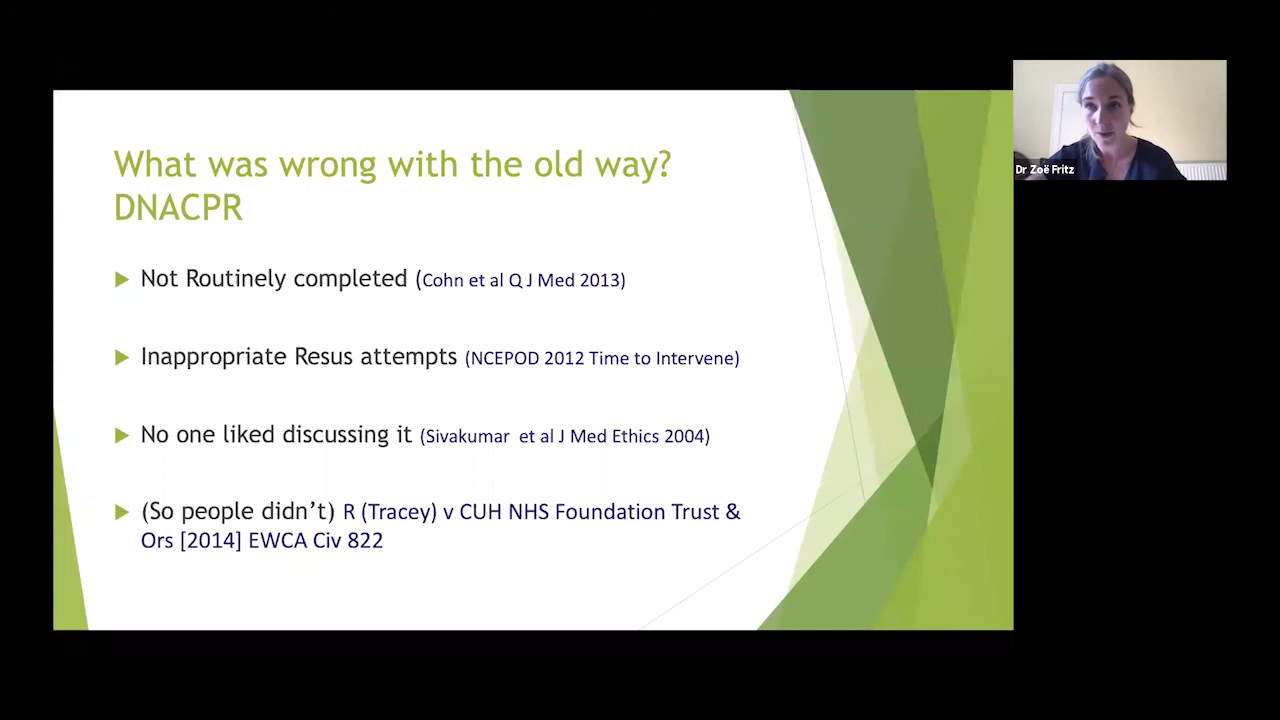 What was wrong with the old way?
DNACPR
Not Routinely completed (Cohn et al Q J Med 2013)
Inappropriate Resus attempts (NCEPOD 2012 Time to Intervene)
No one liked discussing it (Sivakumar et al J Med Ethics 2004)
(So people didn't) R (Tracey) v CUH NHS Foundation Trust &
Ors [2014] EWCA Civ 822
Dr Zoë Fritz